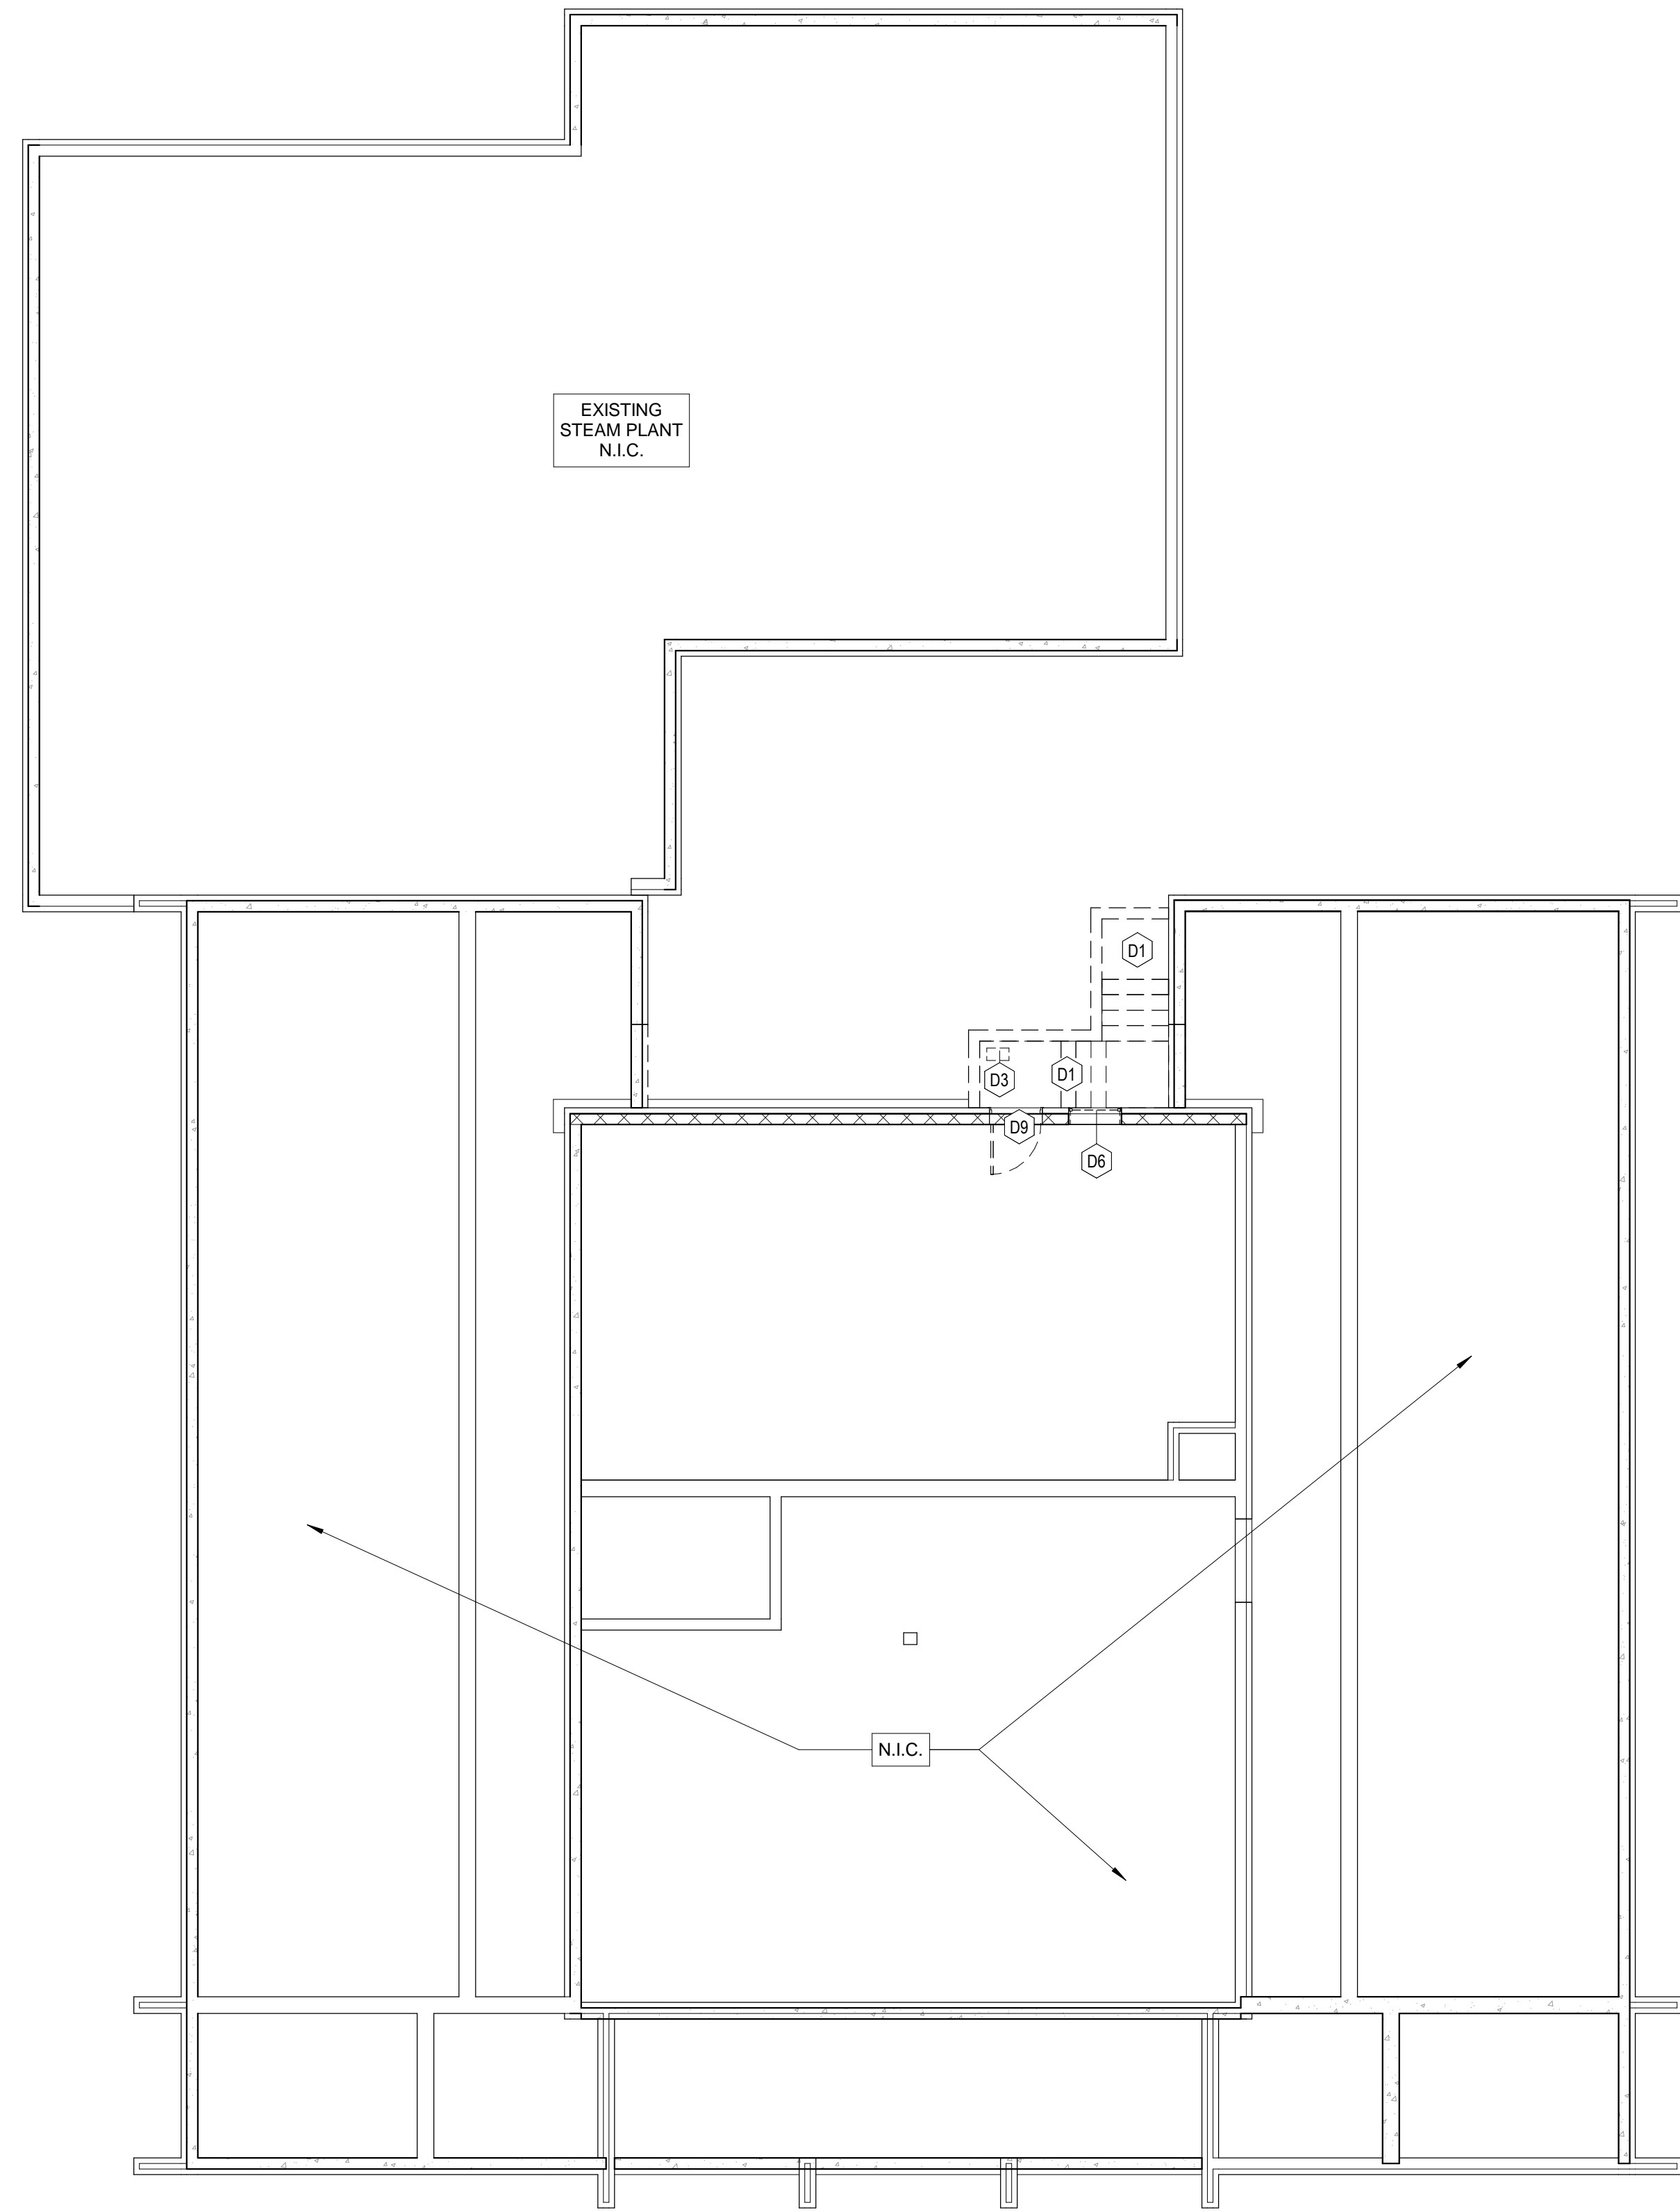 EXISTING
STEAM PLANT
N.I.C.
D1
D3
D1
D9
D6
N.I.C.